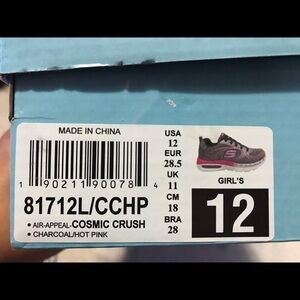 MADE IN CHINA
1 90211 90078 4
81712L/CCHP
• AIR-APPEAL-COSMIC CRUSH
• CHARCOAL/HOT PINK
USA
12
EUR
28.5
UK
11
CM
18
BRA
28
GIRL'S
12